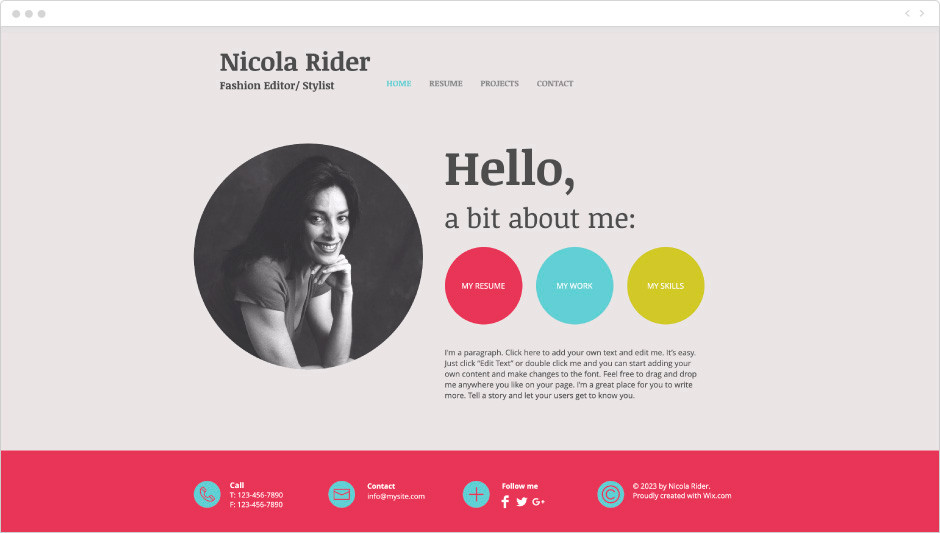 Nicola Rider
Fashion Editor/ Stylist
HOME RESUME PROJECTS CONTACT
Hello,
a bit about me:
MY RESUME MY WORK MY SKILLS
I'm a paragraph. Click here to add your own text and edit me. It's easy.
Just click "Edit Text" or double click me and you can start adding your
own content and make changes to the font. Feel free to drag and drop
me anywhere you like on your page. I'm a great place for you to write
more. Tell a story and let your users get to know you.
Call
T: 123-456-7890
F: 123-456-7890
Contact
info@mysite.com
Follow me
© 2023 by Nicola Rider.
Proudly created with Wix.com